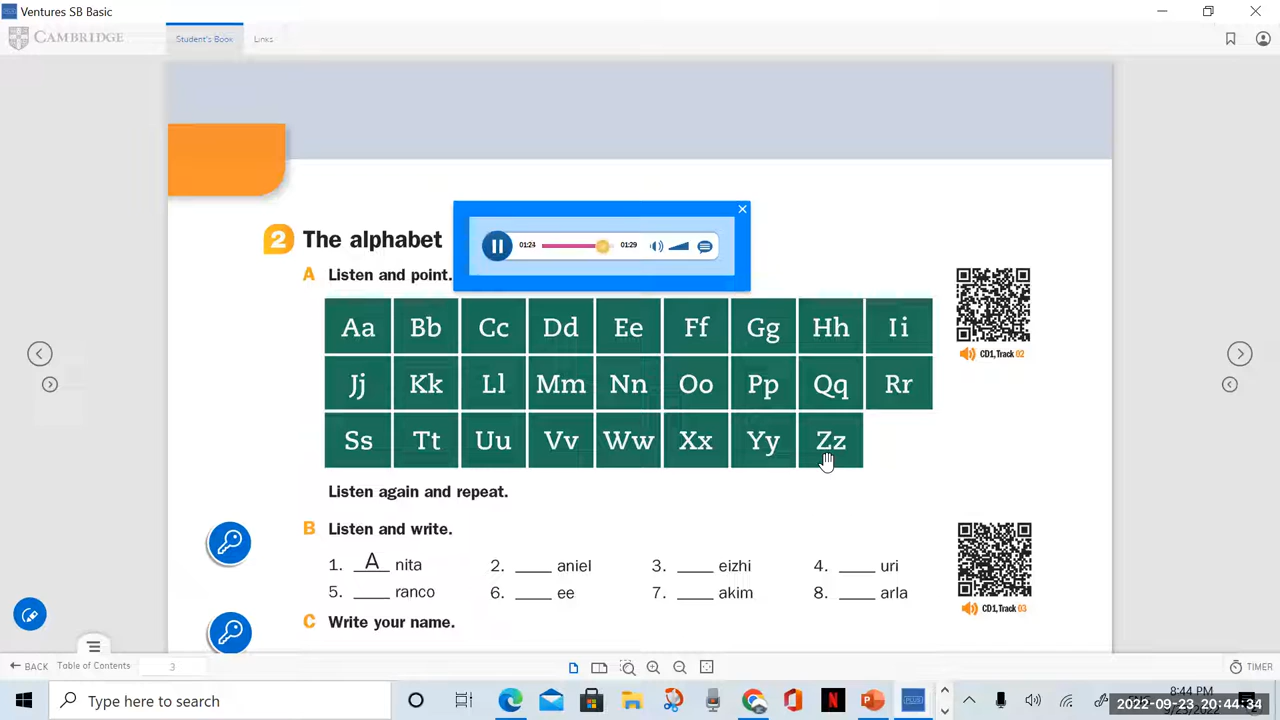 Ventures SB Basic
CAMBRIDGE
Student's Book Links
2 The alphabet
01:24 01:29
A Listen and point.
Aa Bb Cc Dd Ee Ff Gg Hh Ii
CD1, Track 02
Jj Kk Ll Mm Nn Oo Pp Qq Rr
Ss Tt Uu Vv Ww Xx Yy Zz
Listen again and repeat.
B Listen and write.
1. A nita 2. ____ aniel 3. ____ eizhi 4. ____ uri
5. ____ ranco 6. ____ ee 7. ____ akim 8. ____ arla
CD1, Track 03
C Write your name.
BACK Table of Contents 3 TIMER
Type here to search
8:44 PM
2022-09-23 20:44:34